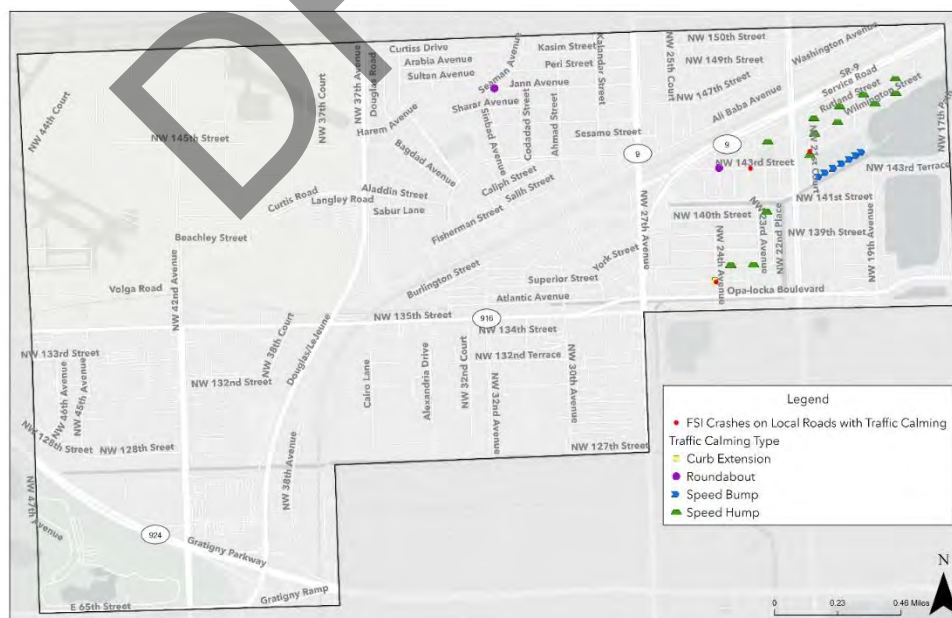 DR
NW 150th Street
Washington Avenue
Curtiss Drive
Kasim Street
Arabia Avenue
NW 149th Street
Sultan Avenue
Peri Street
Seaman Avenue
Kalandar Street
NW 25th Court
SR-9
Service Road
NW 37th Avenue
Douglas Road
NW 37th Court
NW 44th Court
Jann Avenue
NW 147th Street
Rutland Street
Wilmington Street
Sharar Avenue
Ali Baba Avenue
NW 17th Ave
Harem Avenue
Sinbad Avenue
Codadad Street
Ahmad Street
Sesamo Street
NW 145th Street
Bagdad Avenue
9
9
NW 21st Court
NW 143rd Street
NW 143rd Terrace
Caliph Street
Aladdin Street
Salih Street
Curtis Road
Langley Road
Sabur Lane
NW 141st Street
Fisherman Street
NW 27th Avenue
NW 140th Street
NW 23rd Avenue
NW 22nd Place
NW 139th Street
NW 19th Avenue
Beachley Street
York Street
NW 24th Avenue
Burlington Street
Superior Street
Volga Road
NW 42nd Avenue
Atlantic Avenue
Opa-locka Boulevard
NW 135th Street
916
NW 134th Street
NW 38th Court
Douglas/LeJeune
NW 133rd Street
NW 132nd Terrace
NW 132nd Street
NW 46th Avenue
NW 45th Avenue
Cairo Lane
Alexandria Drive
NW 32nd Court
NW 32nd Avenue
NW 30th Avenue
NW 128th Street
NW 128th Sreet
NW 127th Street
NW 38th Avenue
NW 47th Avenue
924
Gratigny Parkway
Gratigny Ramp
E 65th Street
Legend
FSI Crashes on Local Roads with Traffic Calming
Traffic Calming Type
Curb Extension
Roundabout
Speed Bump
Speed Hump
N
0 0.23 0.46 Miles